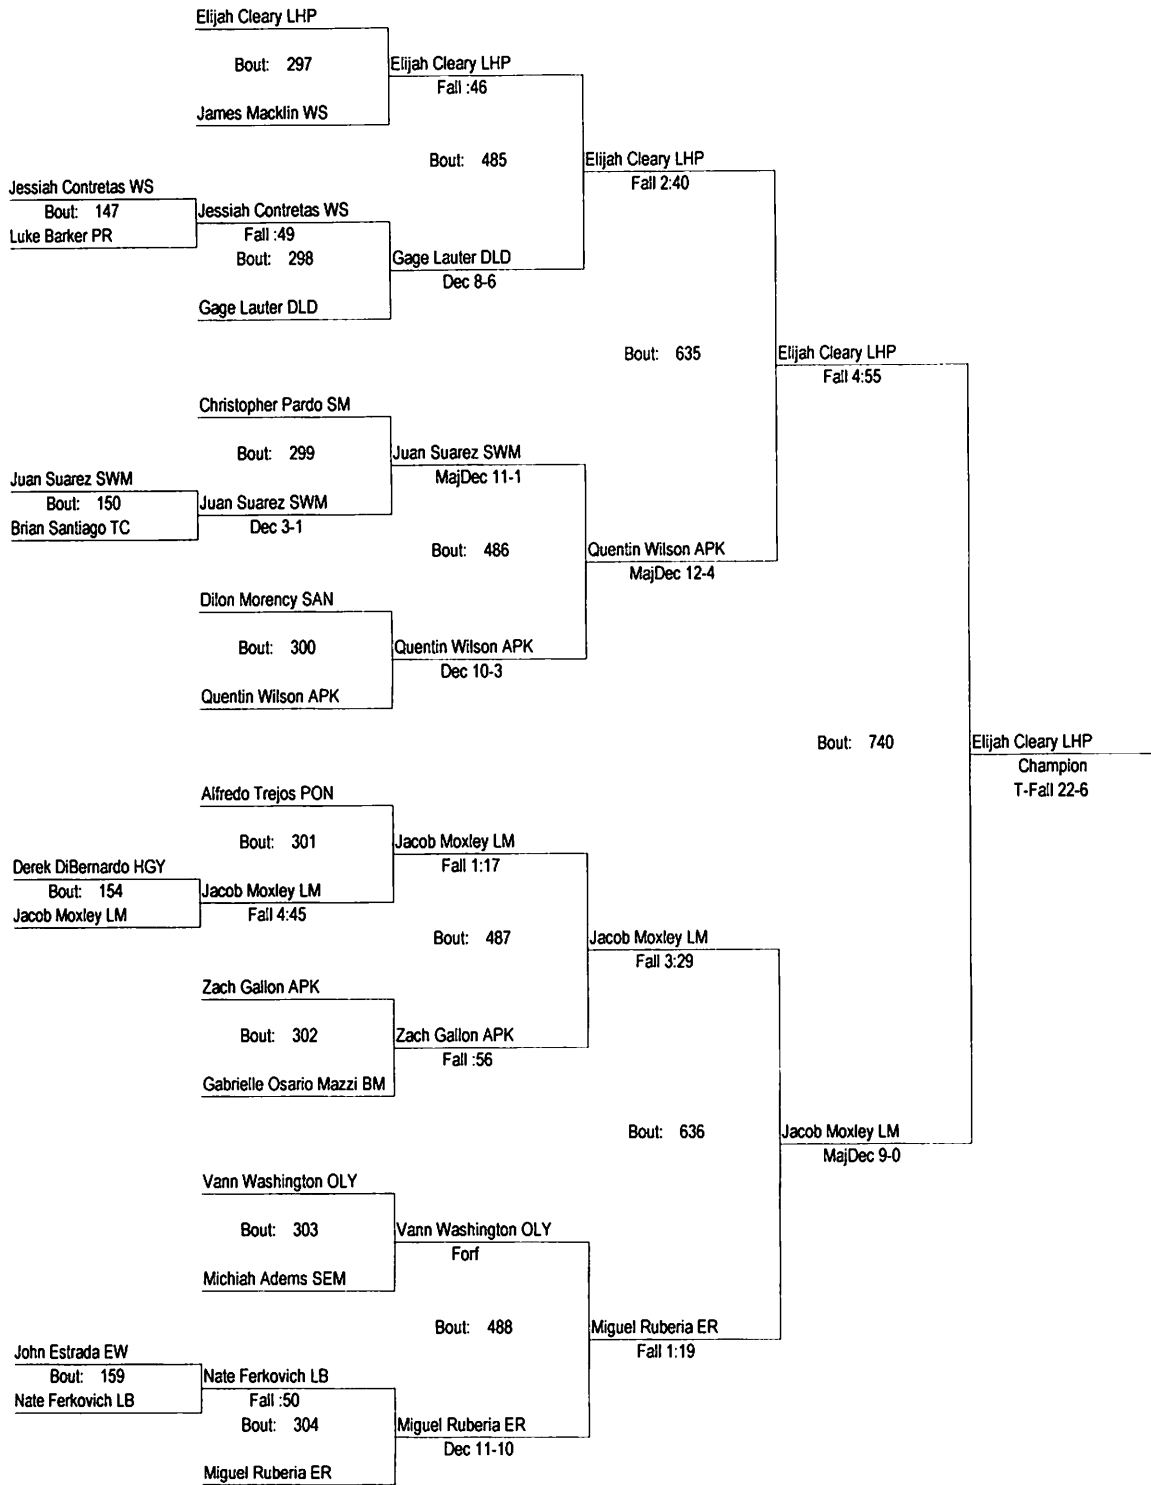 Elijah Cleary LHP
Bout: 297
Elijah Cleary LHP
Fall :46
James Macklin WS
Bout: 485
Elijah Cleary LHP
Fall 2:40
Jessiah Contretas WS
Bout: 147
Luke Barker PR
Jessiah Contretas WS
Fall :49
Bout: 298
Gage Lauter DLD
Dec 8-6
Gage Lauter DLD
Bout: 635
Elijah Cleary LHP
Fall 4:55
Christopher Pardo SM
Bout: 299
Juan Suarez SWM
MajDec 11-1
Juan Suarez SWM
Bout: 150
Brian Santiago TC
Juan Suarez SWM
Dec 3-1
Bout: 486
Quentin Wilson APK
MajDec 12-4
Dilon Morency SAN
Bout: 300
Quentin Wilson APK
Dec 10-3
Quentin Wilson APK
Bout: 740
Elijah Cleary LHP
Champion
T-Fall 22-6
Alfredo Trejos PON
Bout: 301
Jacob Moxley LM
Fall 1:17
Derek DiBernardo HGY
Bout: 154
Jacob Moxley LM
Jacob Moxley LM
Fall 4:45
Bout: 487
Jacob Moxley LM
Fall 3:29
Zach Gallon APK
Bout: 302
Zach Gallon APK
Fall :56
Gabrielle Osario Mazzi BM
Bout: 636
Jacob Moxley LM
MajDec 9-0
Vann Washington OLY
Bout: 303
Vann Washington OLY
Forf
Michiah Adems SEM
Bout: 488
Miguel Ruberia ER
Fall 1:19
John Estrada EW
Bout: 159
Nate Ferkovich LB
Nate Ferkovich LB
Fall :50
Bout: 304
Miguel Ruberia ER
Dec 11-10
Miguel Ruberia ER